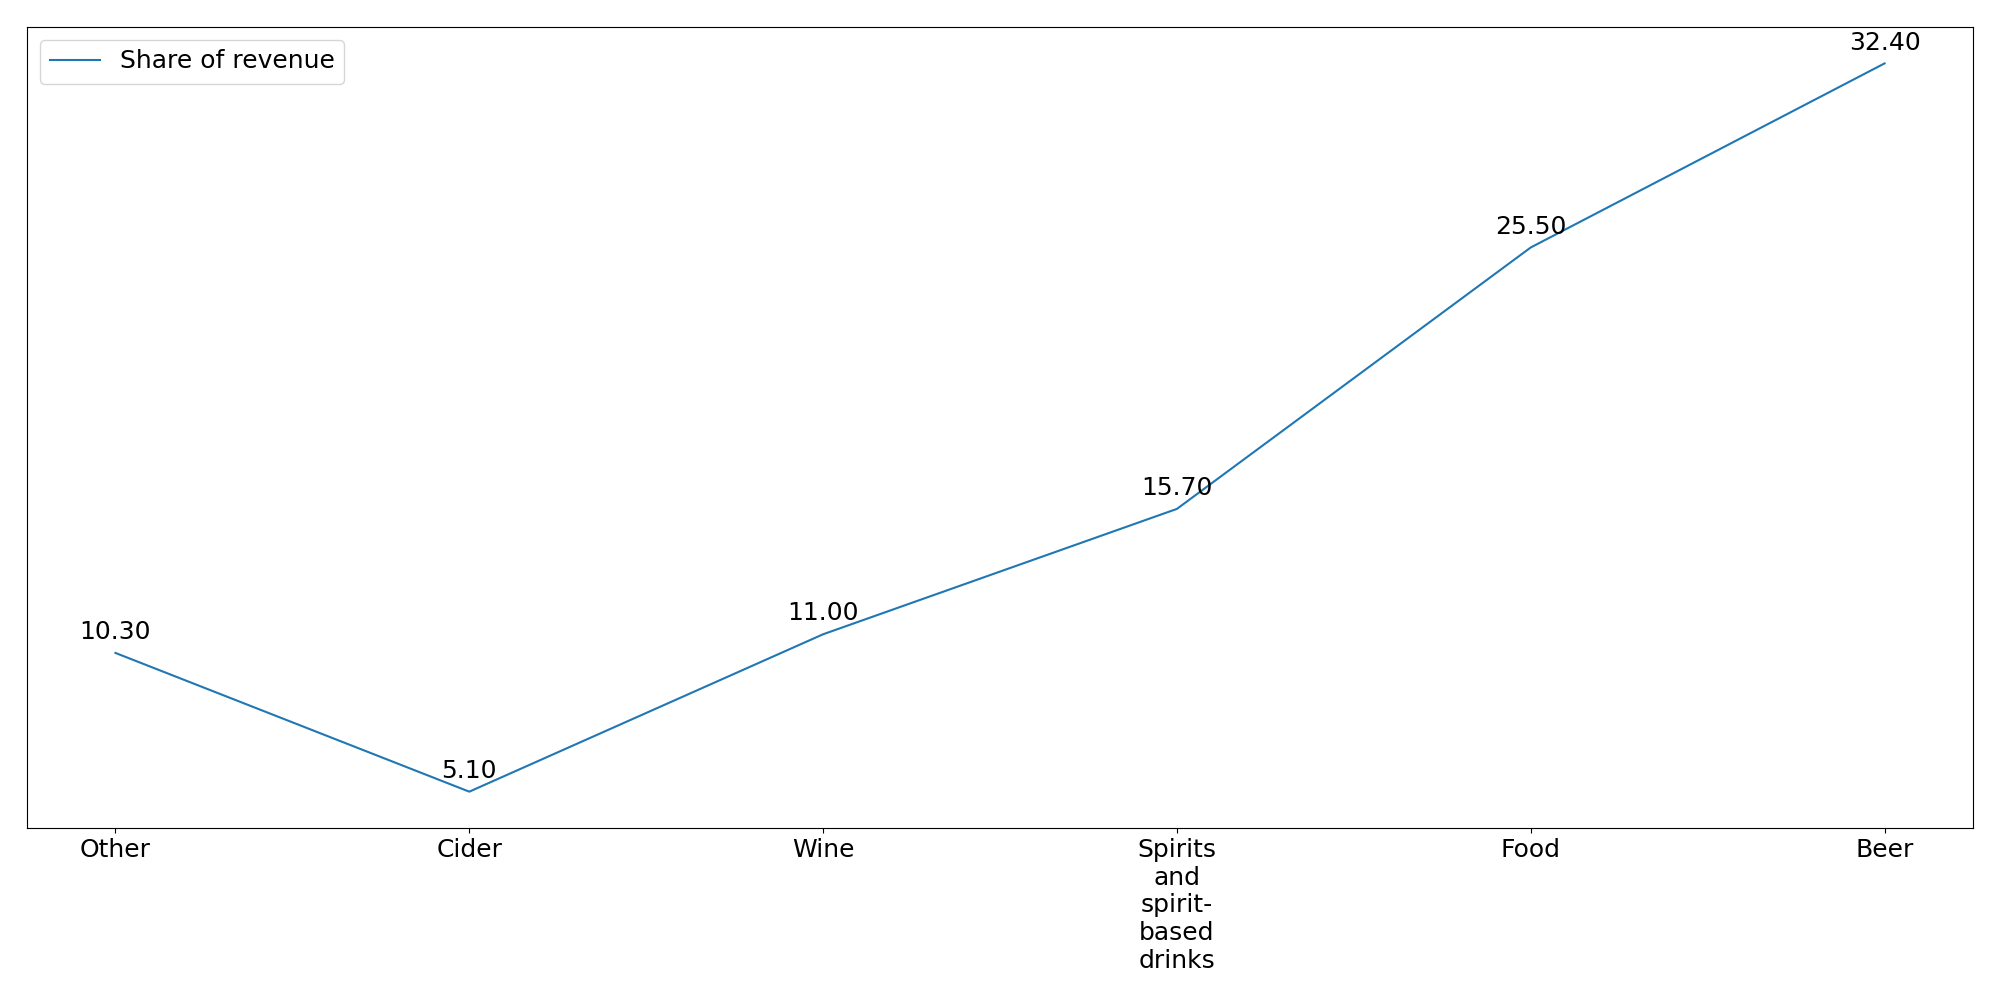 Share of revenue
32.40
25.50
15.70
11.00
10.30
5.10
Other
Cider
Wine
Spirits
and
spirit-
based
drinks
Food
Beer